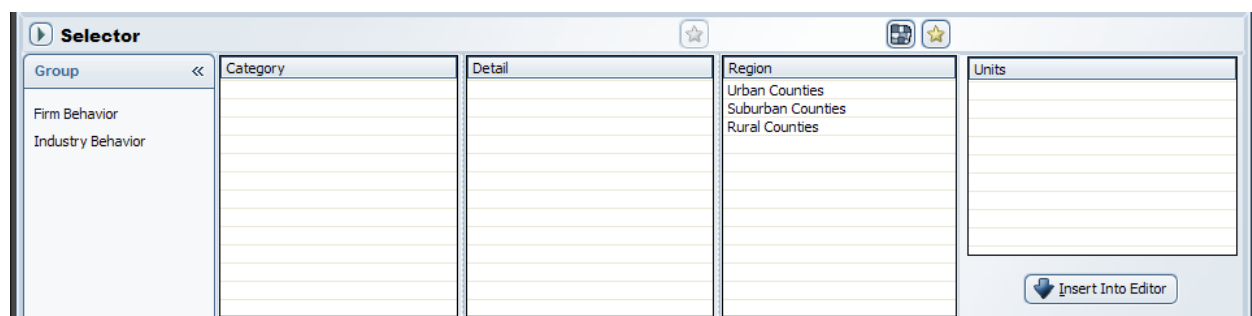 Selector
Group
Firm Behavior
Industry Behavior
Category
Detail
Region
Urban Counties
Suburban Counties
Rural Counties
Units
Insert Into Editor